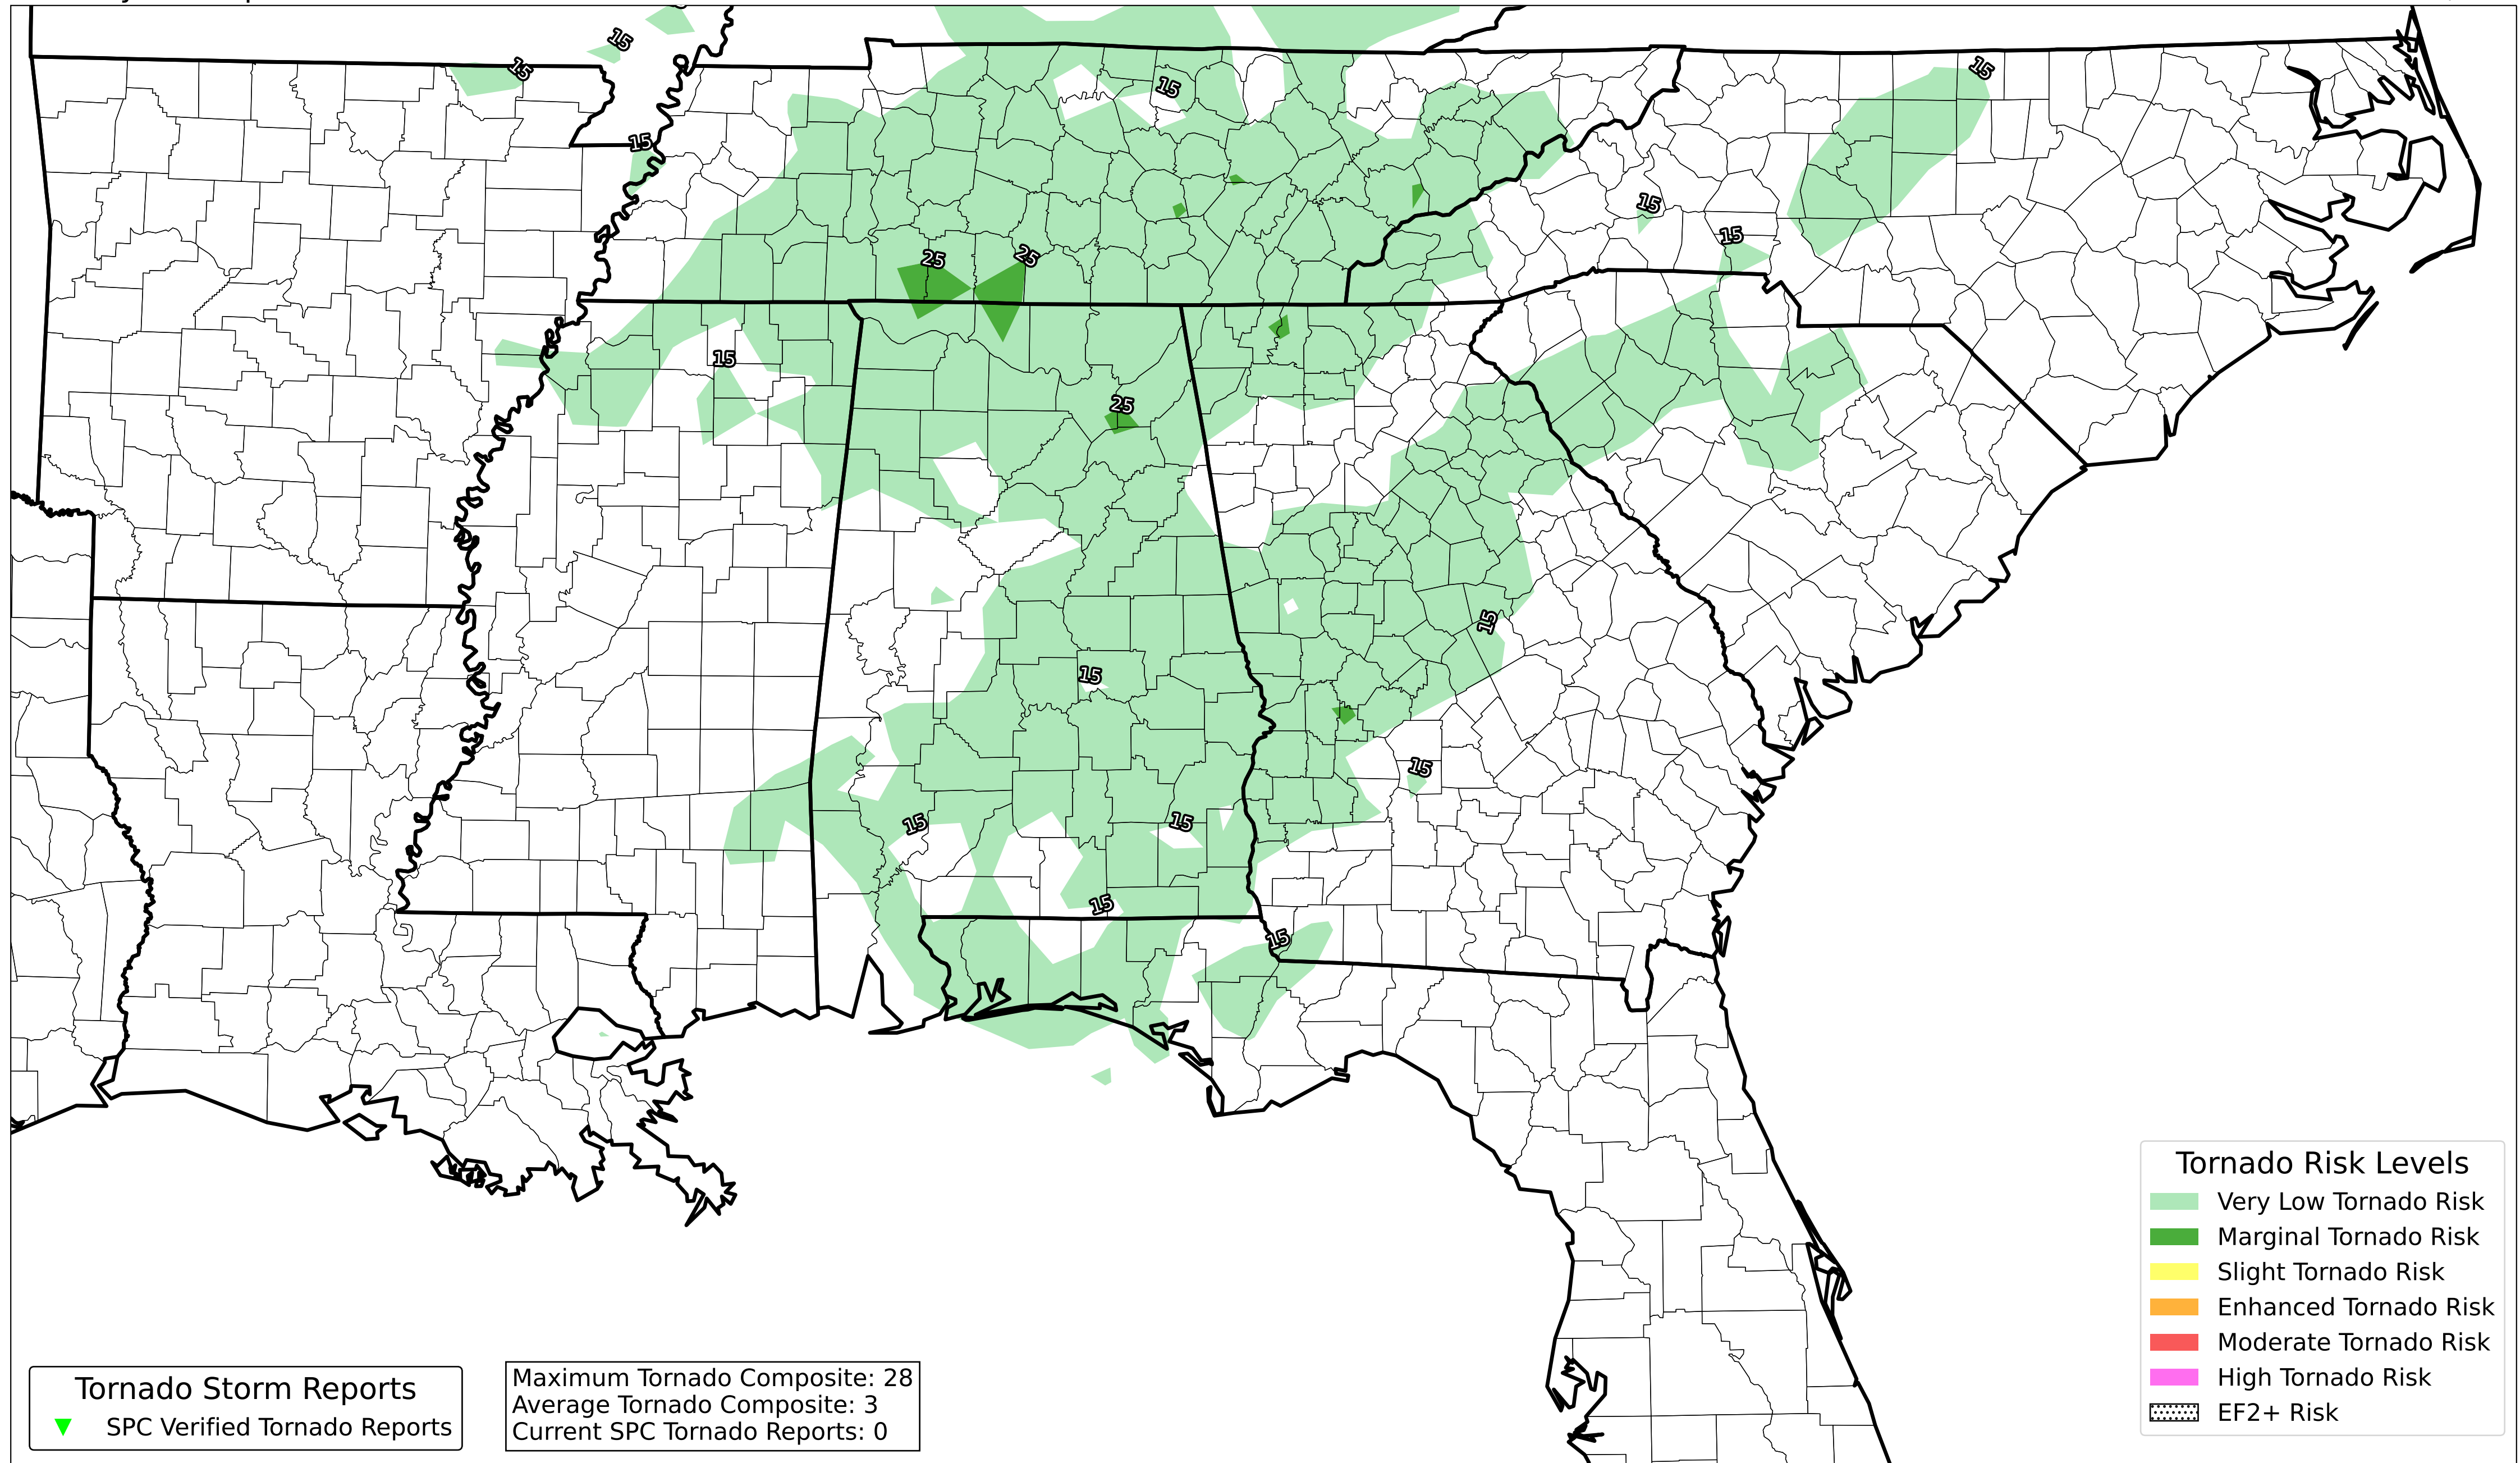 15
15
15
15
15
15
15
25
25
15
25
15
15
15
15
15
15
15
Tornado Risk Levels
Very Low Tornado Risk
Marginal Tornado Risk
Slight Tornado Risk
Enhanced Tornado Risk
Moderate Tornado Risk
High Tornado Risk
EF2+ Risk
Tornado Storm Reports
SPC Verified Tornado Reports
Maximum Tornado Composite: 28
Average Tornado Composite: 3
Current SPC Tornado Reports: 0